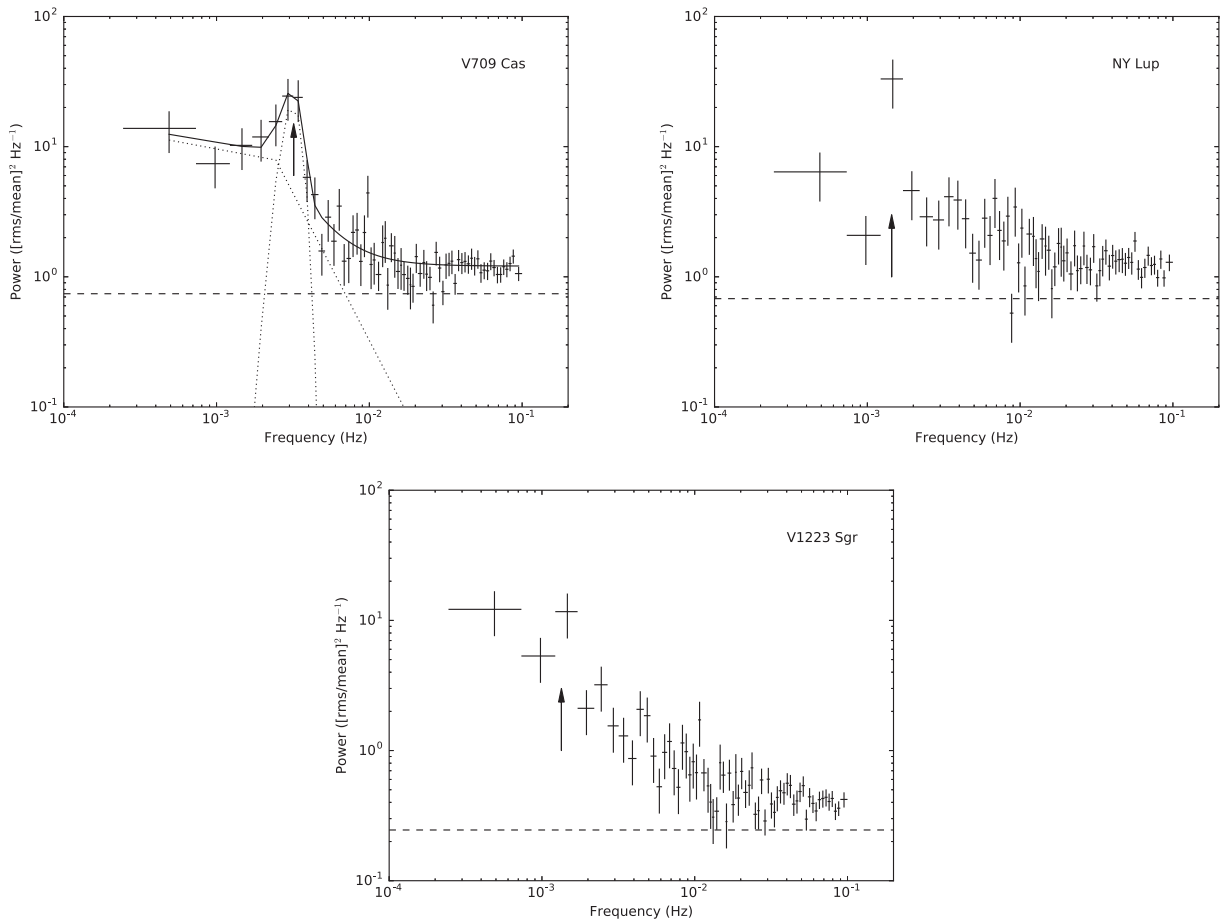 V709 Cas
Power ([rms/mean]² Hz⁻¹)
10² 10¹ 10⁰ 10⁻¹
10⁻⁴ 10⁻³ 10⁻² 10⁻¹
Frequency (Hz)
NY Lup
Power ([rms/mean]² Hz⁻¹)
10² 10¹ 10⁰ 10⁻¹
10⁻⁴ 10⁻³ 10⁻² 10⁻¹
Frequency (Hz)
V1223 Sgr
Power ([rms/mean]² Hz⁻¹)
10² 10¹ 10⁰ 10⁻¹
10⁻⁴ 10⁻³ 10⁻² 10⁻¹
Frequency (Hz)